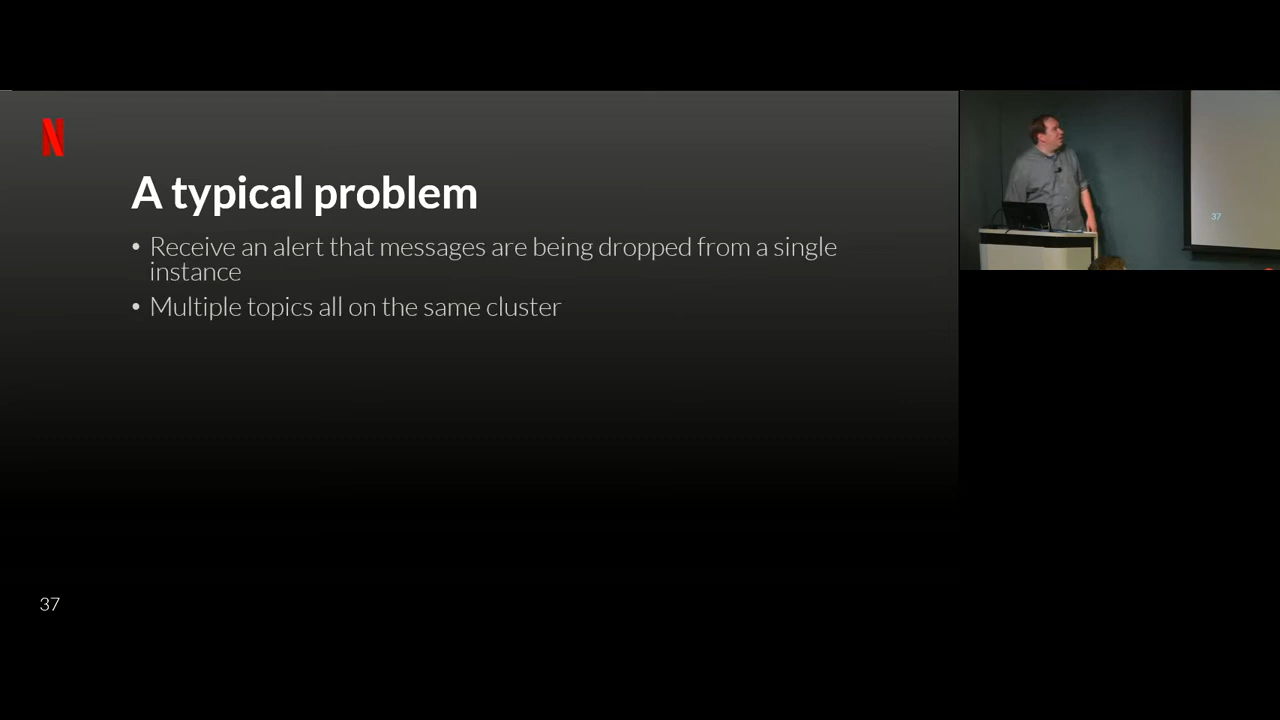 N
A typical problem
• Receive an alert that messages are being dropped from a single
instance
• Multiple topics all on the same cluster
37
37